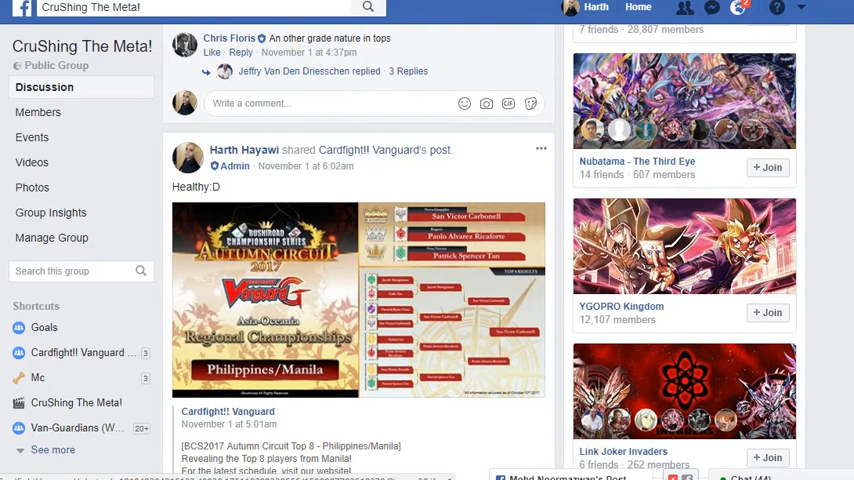 CruShing The Meta!
Harth
Home
2
CruShing The Meta!
Public Group
Discussion
Members
Events
Videos
Photos
Group Insights
Manage Group
Search this group
Shortcuts
Goals
Cardfight!! Vanguard ... 3
Mc 3
CruShing The Meta!
Van-Guardians (W... 20+
See more
Chris Floris An other grade nature in tops
Like · Reply · November 1 at 4:37pm
Jeffry Van Den Driesschen replied · 3 Replies
Write a comment...
GIF
Harth Hayawi shared Cardfight!! Vanguard's post.
Admin · November 1 at 6:02am
Healthy:D
BUSHIROAD
CHAMPIONSHIP SERIES
AUTUMN CIRCUIT
2017
VANGUARD G
Asia-Oceania
Regional Championships
Philippines/Manila
San Victor Carbonell
Paolo Alvarez Ricaforte
Patrick Spencer Tan
TOP 8 RESULTS
Cardfight!! Vanguard
November 1 at 5:01am
[BCS2017 Autumn Circuit Top 8 - Philippines/Manila]
Revealing the Top 8 players from Manila!
For the latest schedule, visit our website!
7 friends · 28,807 members
Nubatama - The Third Eye
14 friends · 607 members
+ Join
YGOPRO Kingdom
12,107 members
+ Join
Link Joker Invaders
6 friends · 262 members
+ Join
Mohd Noormazwan's Post
Chat (44)